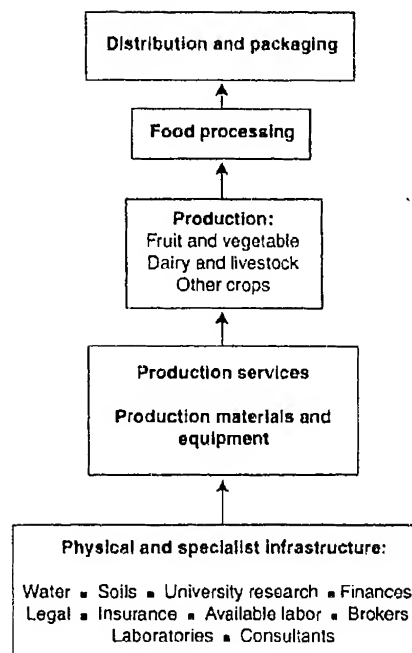 Distribution and packaging
Food processing
Production:
Fruit and vegetable
Dairy and livestock
Other crops
Production services
Production materials and
equipment
Physical and specialist infrastructure:
Water ■ Soils ■ University research ■ Finances
Legal ■ Insurance ■ Available labor ■ Brokers
Laboratories ■ Consultants